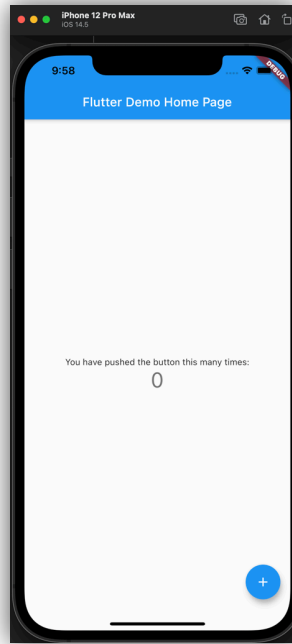 iPhone 12 Pro Max
iOS 14.5
9:58
DEBUG
Flutter Demo Home Page
You have pushed the button this many times:
0
+